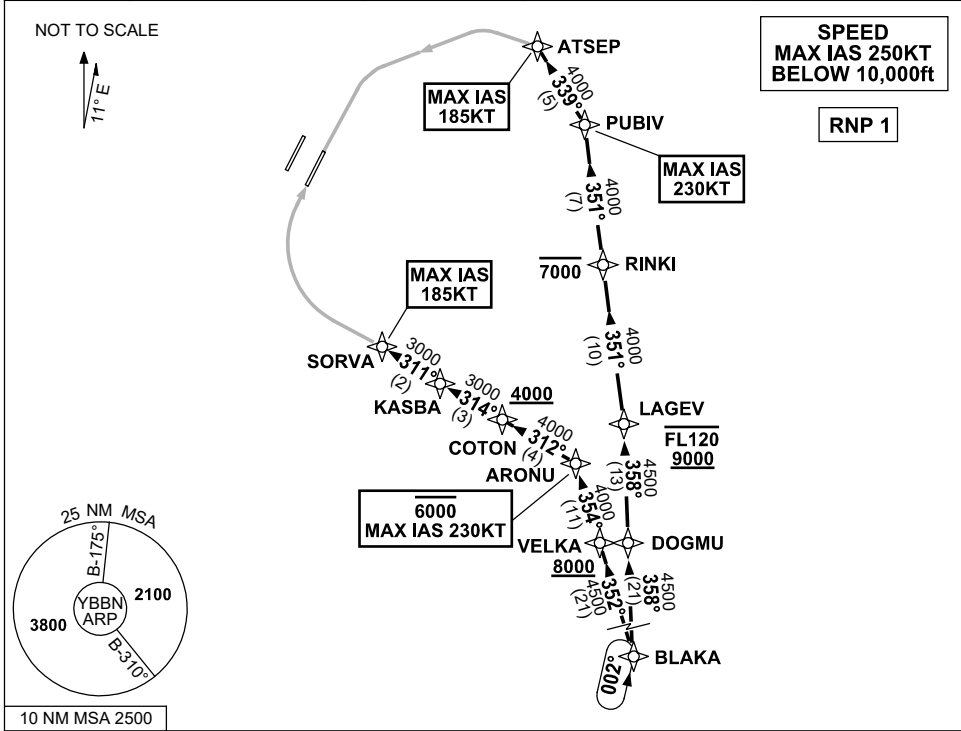 NOT TO SCALE
11° E
SPEED
MAX IAS 250KT
BELOW 10,000ft
RNP 1
ATSEP
MAX IAS
185KT
4000
339°
(5)
PUBIV
MAX IAS
230KT
4000
351°
(7)
7000
RINKI
4000
351°
(10)
MAX IAS
185KT
SORVA
3000
311°
(2)
KASBA
3000
314°
(3)
4000
COTON
4000
312°
(4)
ARONU
LAGEV
FL120
9000
4500
358°
(13)
6000
MAX IAS 230KT
4000
354°
(11)
VELKA
DOGMU
8000
4500
352°
(21)
4500
358°
(21)
BLAKA
002°
25 NM MSA
B-175°
YBBN
ARP
2100
3800
B-310°
10 NM MSA 2500